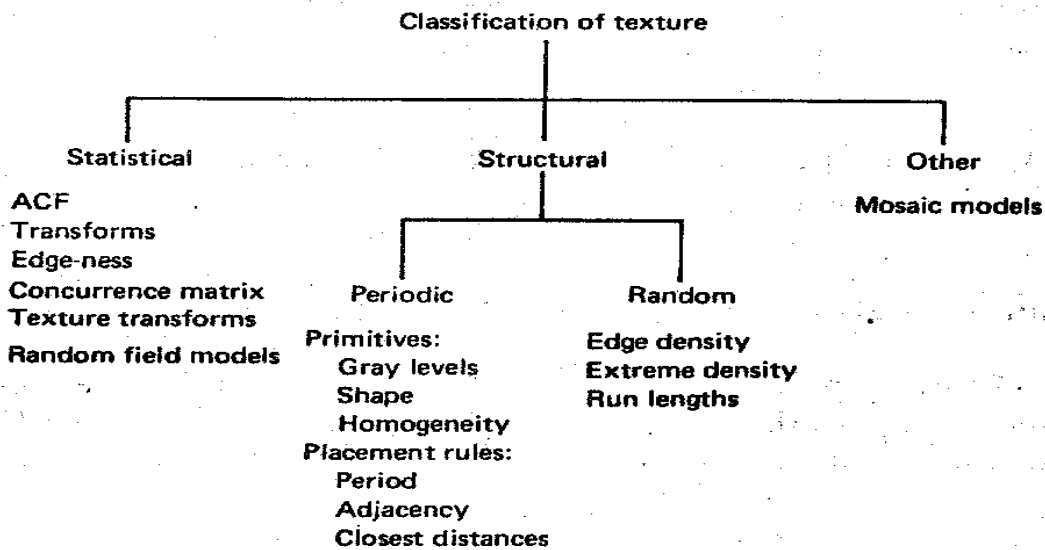 Classification of texture
Statistical
Structural
Other
ACF
Transforms
Edge-ness
Concurrence matrix
Texture transforms
Random field models
Mosaic models
Periodic
Random
Primitives:
Gray levels
Shape
Homogeneity
Placement rules:
Period
Adjacency
Closest distances
Edge density
Extreme density
Run lengths